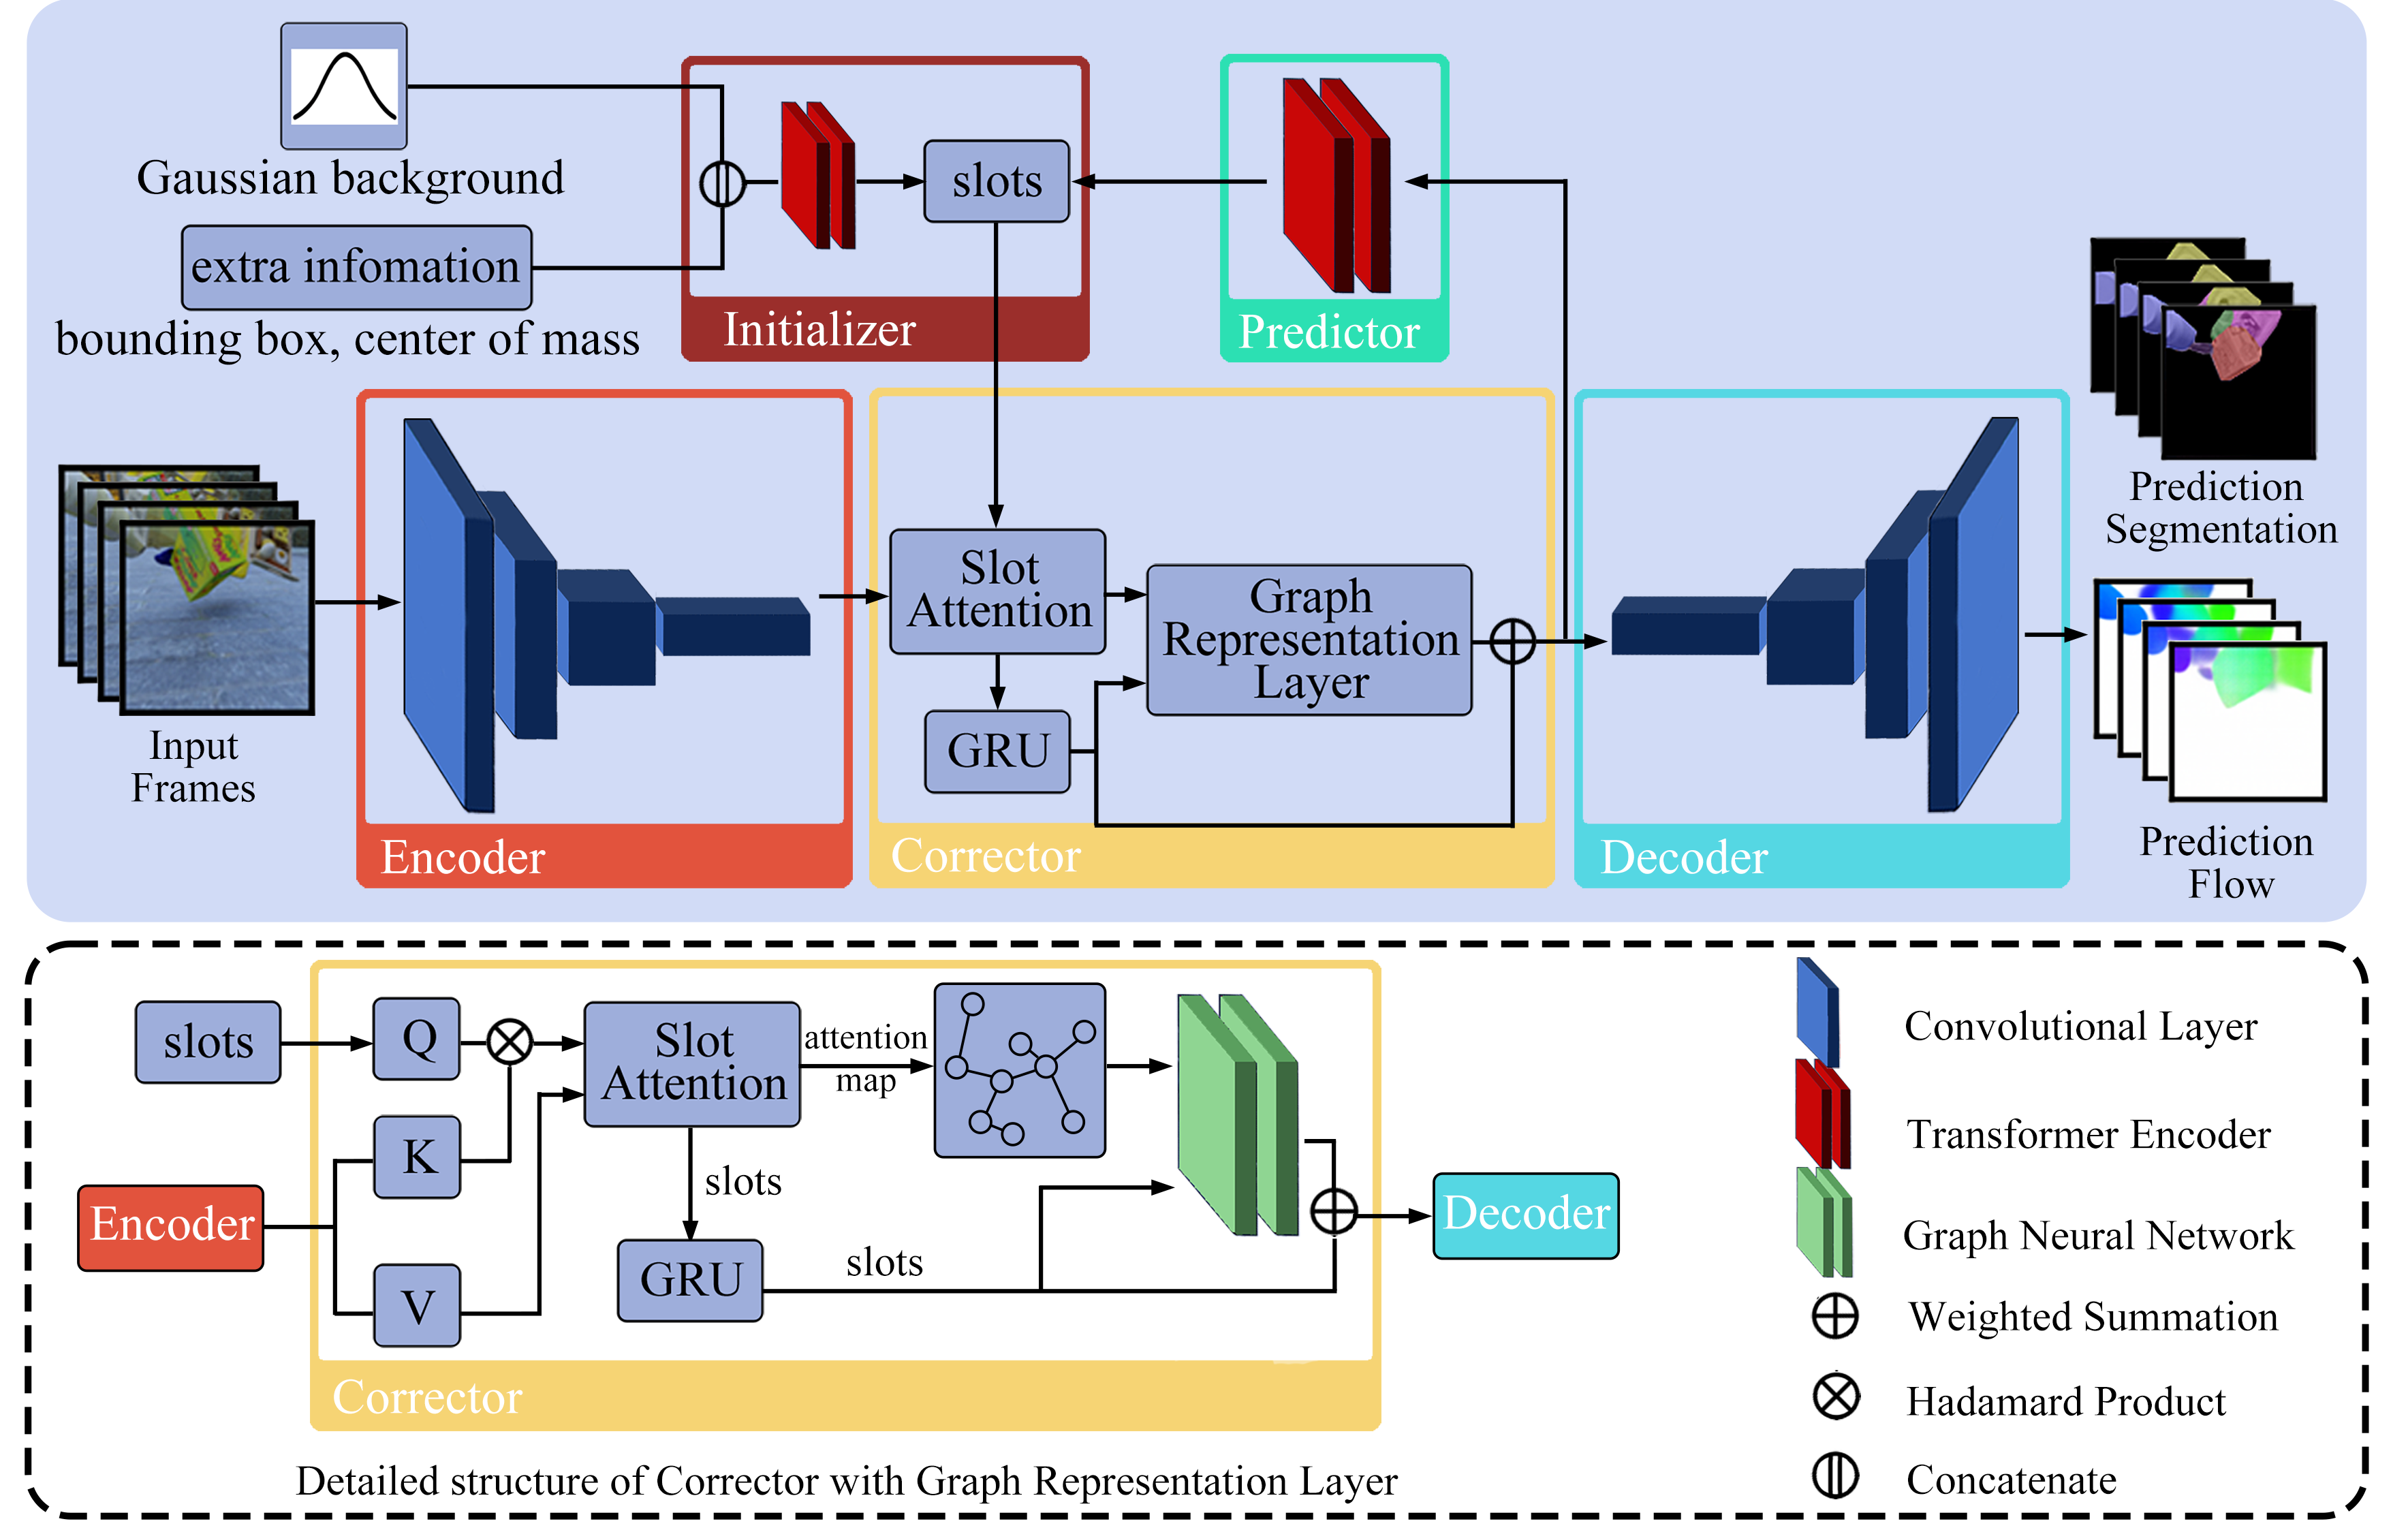 Gaussian background
extra infomation
bounding box, center of mass
slots
Initializer
Predictor
Input
Frames
Encoder
Slot
Attention
GRU
Graph
Representation
Layer
Corrector
Decoder
Prediction
Segmentation
Prediction
Flow
slots
Encoder
Q
K
V
Slot
Attention
attention
map
slots
GRU
slots
Decoder
Corrector
Detailed structure of Corrector with Graph Representation Layer
Convolutional Layer
Transformer Encoder
Graph Neural Network
Weighted Summation
Hadamard Product
Concatenate